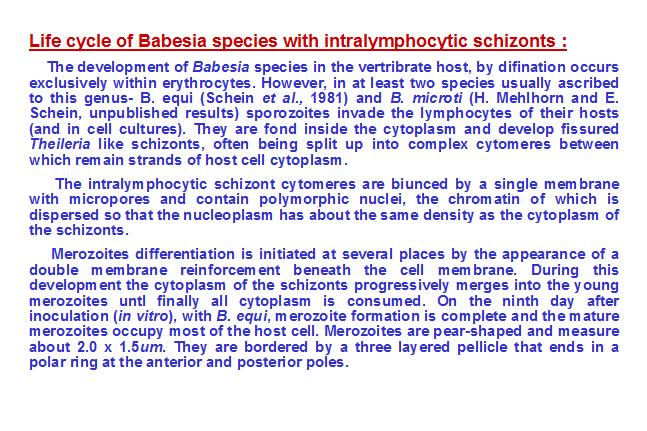 Life cycle of Babesia species with intralymphocytic schizonts :
The development of Babesia species in the vertribrate host, by difination occurs
exclusively within erythrocytes. However, in at least two species usually ascribed
to this genus- B. equi (Schein et al., 1981) and B. microti (H. Mehlhorn and E.
Schein, unpublished results) sporozoites invade the lymphocytes of their hosts
(and in cell cultures). They are fond inside the cytoplasm and develop fissured
Theileria like schizonts, often being split up into complex cytomeres between
which remain strands of host cell cytoplasm.
The intralymphocytic schizont cytomeres are biunced by a single membrane
with micropores and contain polymorphic nuclei, the chromatin of which is
dispersed so that the nucleoplasm has about the same density as the cytoplasm of
the schizonts.
Merozoites differentiation is initiated at several places by the appearance of a
double membrane reinforcement beneath the cell membrane. During this
development the cytoplasm of the schizonts progressively merges into the young
merozoites untl finally all cytoplasm is consumed. On the ninth day after
inoculation (in vitro), with B. equi, merozoite formation is complete and the mature
merozoites occupy most of the host cell. Merozoites are pear-shaped and measure
about 2.0 x 1.5um. They are bordered by a three layered pellicle that ends in a
polar ring at the anterior and posterior poles.